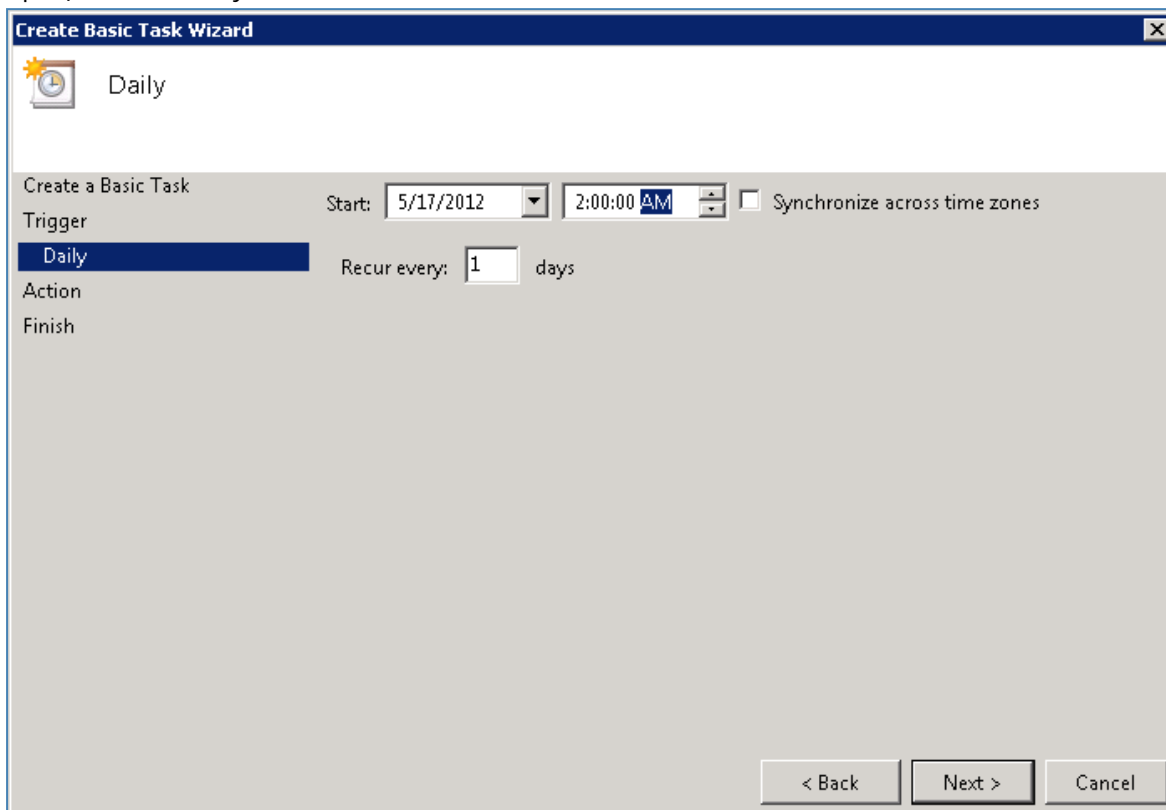 Create Basic Task Wizard
Daily
Create a Basic Task
Trigger
Daily
Action
Finish
Start: 5/17/2012 2:00:00 AM Synchronize across time zones
Recur every: 1 days
< Back Next > Cancel